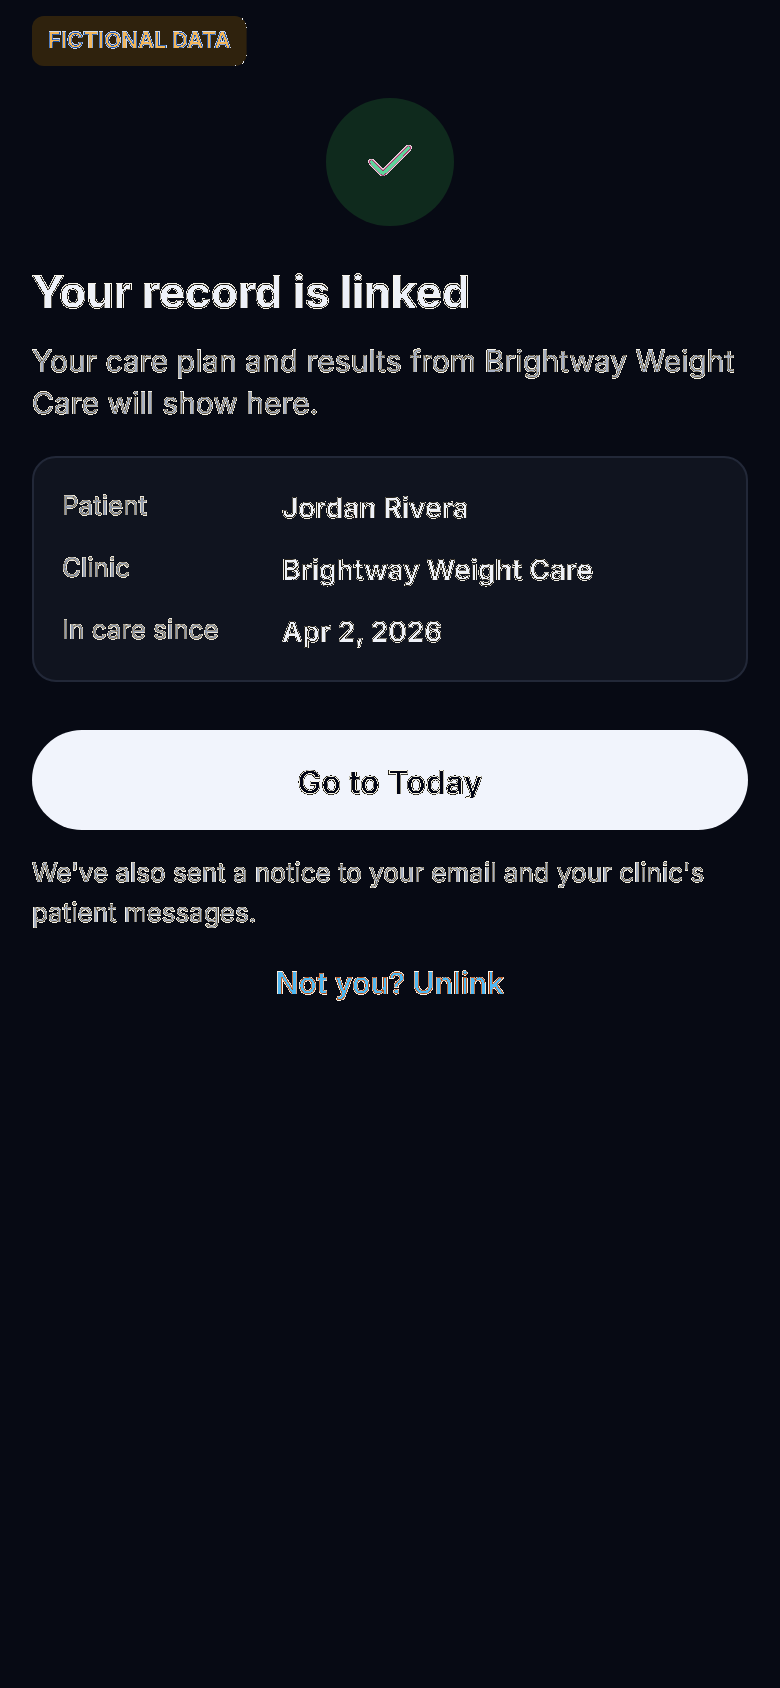 FICTIONAL DATA
Your record is linked
Your care plan and results from Brightway Weight
Care will show here.
Patient Jordan Rivera
Clinic Brightway Weight Care
In care since Apr 2, 2026
Go to Today
We've also sent a notice to your email and your clinic's
patient messages.
Not you? Unlink